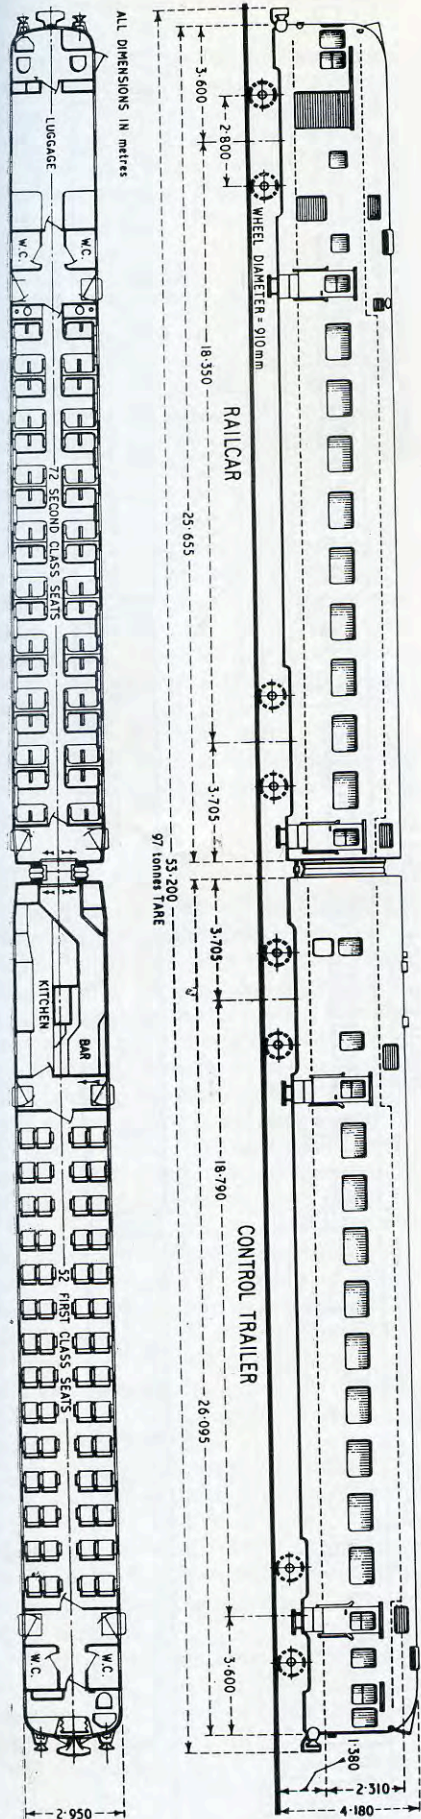 3·600
2·800
18·350
WHEEL DIAMETER = 910mm
RAILCAR
25·655
3·705
3·705
18·790
CONTROL TRAILER
26·095
3·600
1·380
2·310
4·180
53·200
97 tonnes TARE
ALL DIMENSIONS IN metres
LUGGAGE
W.C.
W.C.
72 SECOND CLASS SEATS
KITCHEN
BAR
52 FIRST CLASS SEATS
W.C.
W.C.
2·950